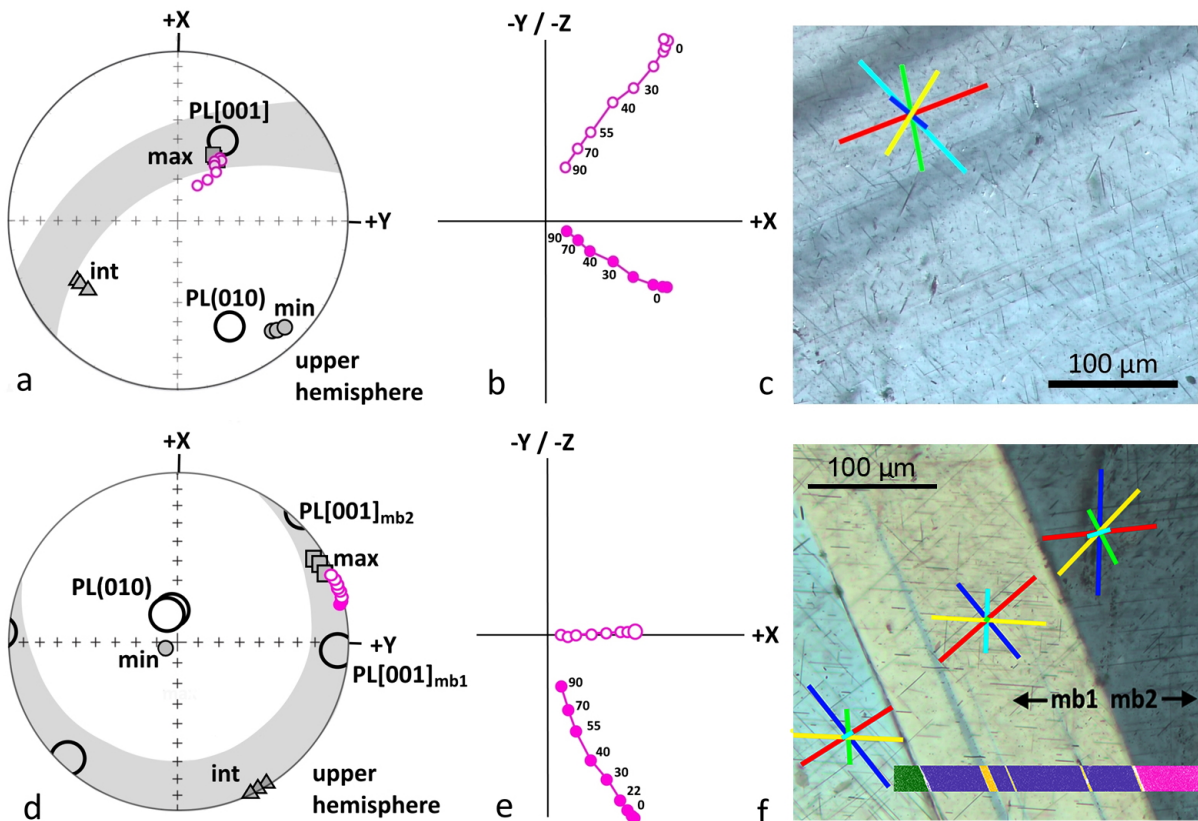 +X
PL[001]
max
+Y
int
PL(010)
min
upper
hemisphere
a
-Y / -Z
0
30
40
55
70
90
+X
90
70
40
30
0
b
100 µm
c
+X
PL[001]mb2
max
PL(010)
min
+Y
PL[001]mb1
int
upper
hemisphere
d
-Y / -Z
+X
90
70
55
40
30
22
0
e
100 µm
mb1 mb2
f